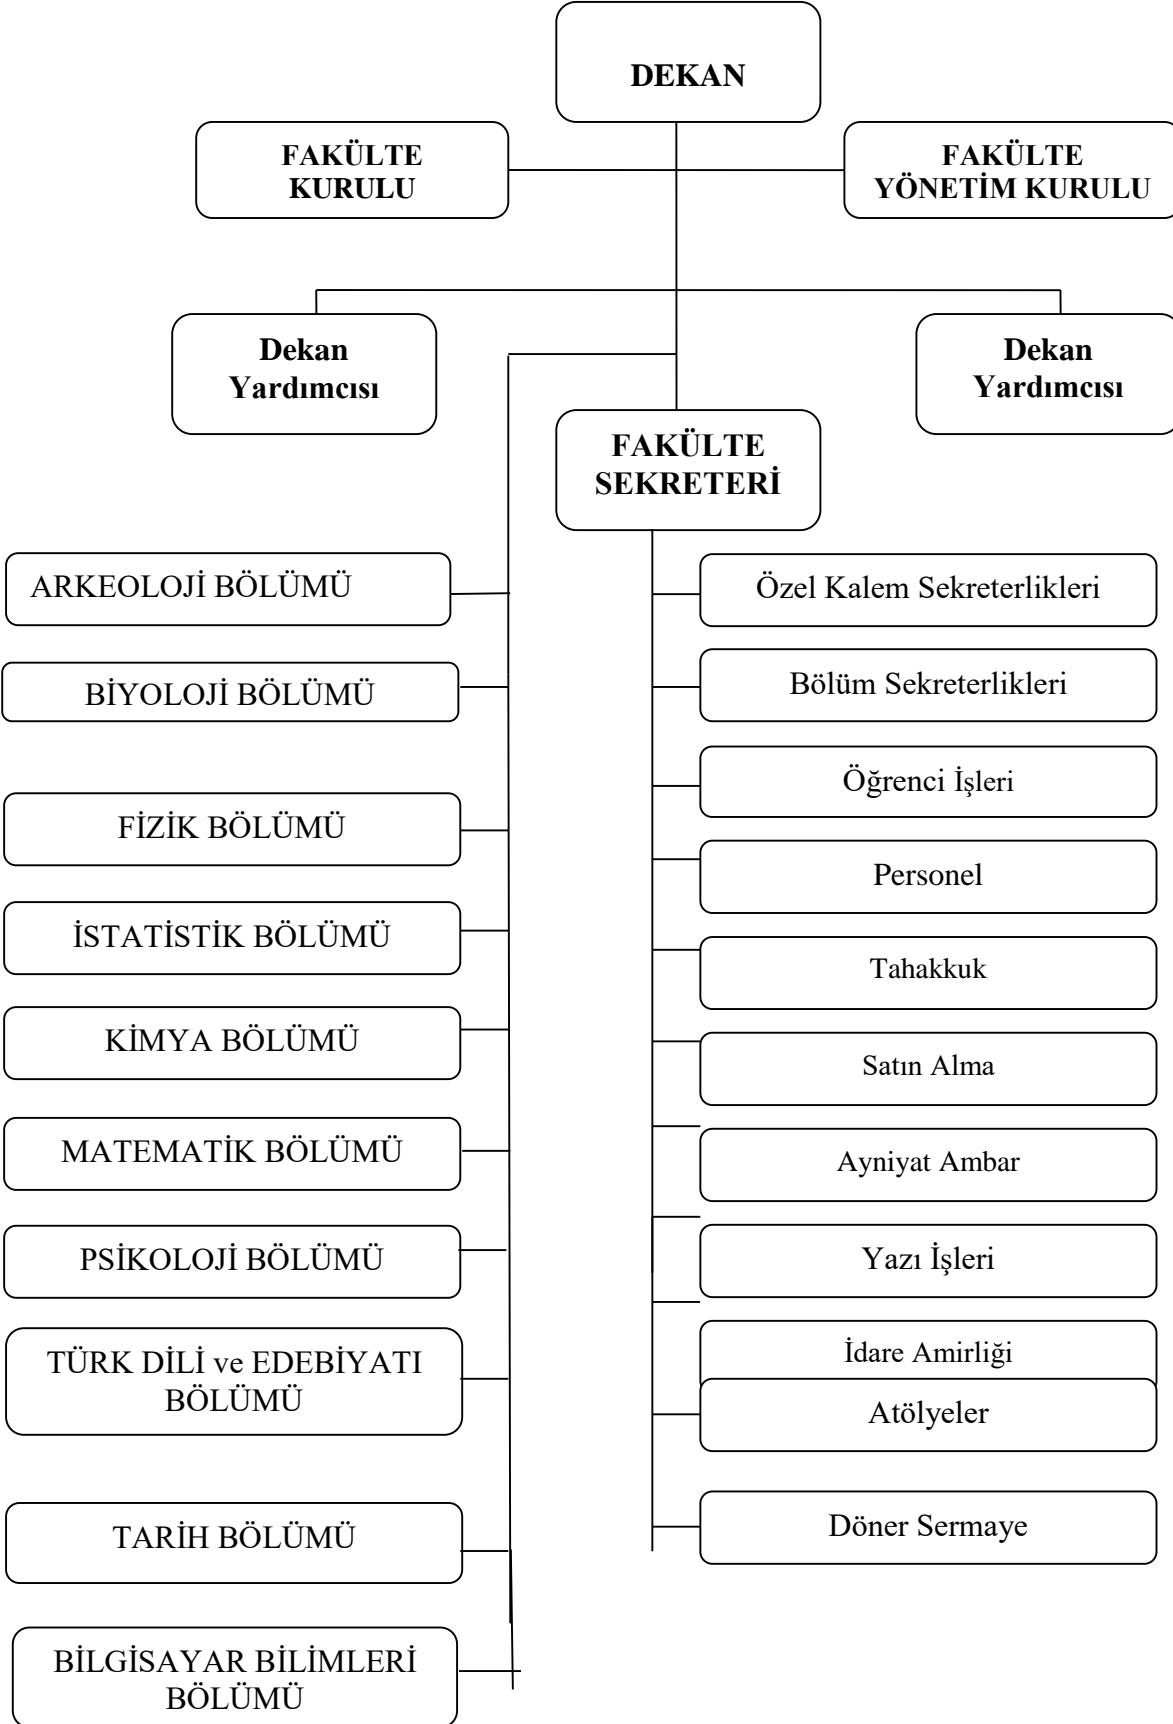 DEKAN
FAKÜLTE
KURULU
FAKÜLTE
YÖNETİM KURULU
Dekan
Yardımcısı
Dekan
Yardımcısı
FAKÜLTE
SEKRETERİ
ARKEOLOJİ BÖLÜMÜ
BİYOLOJİ BÖLÜMÜ
FİZİK BÖLÜMÜ
İSTATİSTİK BÖLÜMÜ
KİMYA BÖLÜMÜ
MATEMATİK BÖLÜMÜ
PSİKOLOJİ BÖLÜMÜ
TÜRK DİLİ ve EDEBİYATI
BÖLÜMÜ
TARİH BÖLÜMÜ
BİLGİSAYAR BİLİMLERİ
BÖLÜMÜ
Özel Kalem Sekreterlikleri
Bölüm Sekreterlikleri
Öğrenci İşleri
Personel
Tahakkuk
Satın Alma
Ayniyat Ambar
Yazı İşleri
İdare Amirliği
Atölyeler
Döner Sermaye